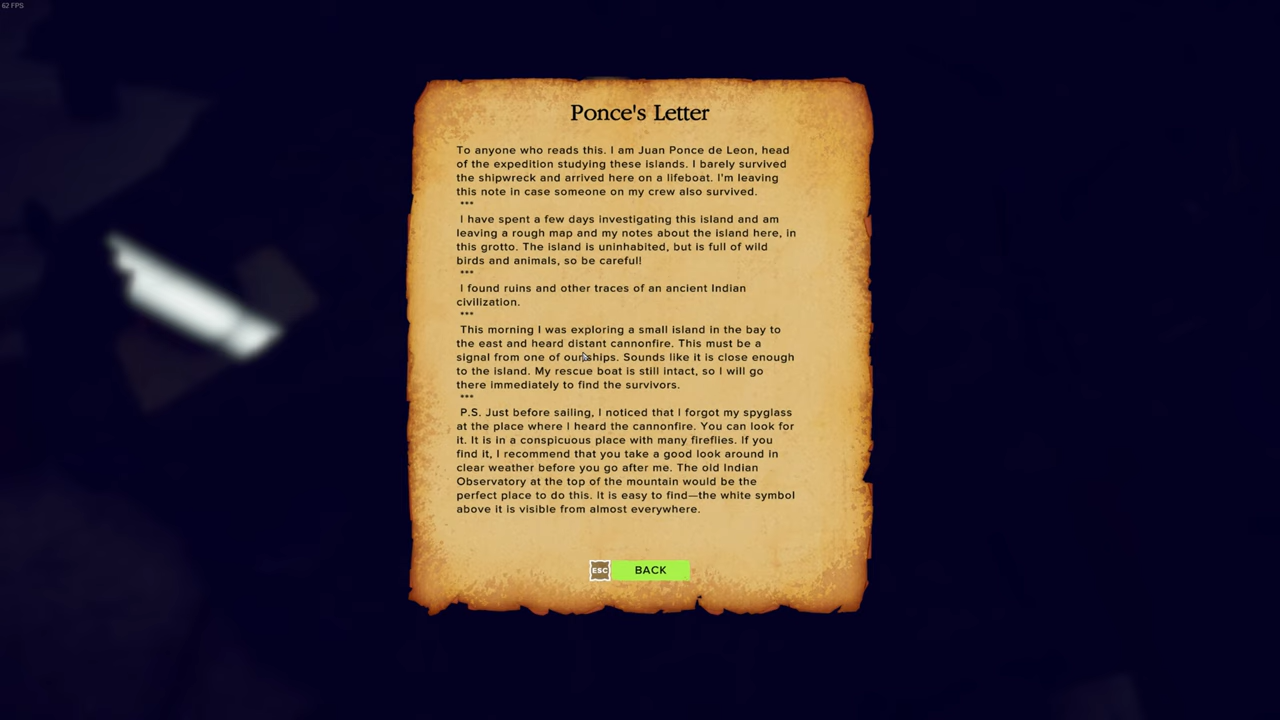 62 FPS
Ponce's Letter
To anyone who reads this. I am Juan Ponce de Leon, head
of the expedition studying these islands. I barely survived
the shipwreck and arrived here on a lifeboat. I'm leaving
this note in case someone on my crew also survived.
***
I have spent a few days investigating this island and am
leaving a rough map and my notes about the island here, in
this grotto. The island is uninhabited, but is full of wild
birds and animals, so be careful!
***
I found ruins and other traces of an ancient Indian
civilization.
***
This morning I was exploring a small island in the bay to
the east and heard distant cannonfire. This must be a
signal from one of our ships. Sounds like it is close enough
to the island. My rescue boat is still intact, so I will go
there immediately to find the survivors.
***
P.S. Just before sailing, I noticed that I forgot my spyglass
at the place where I heard the cannonfire. You can look for
it. It is in a conspicuous place with many fireflies. If you
find it, I recommend that you take a good look around in
clear weather before you go after me. The old Indian
Observatory at the top of the mountain would be the
perfect place to do this. It is easy to find—the white symbol
above it is visible from almost everywhere.
ESC BACK